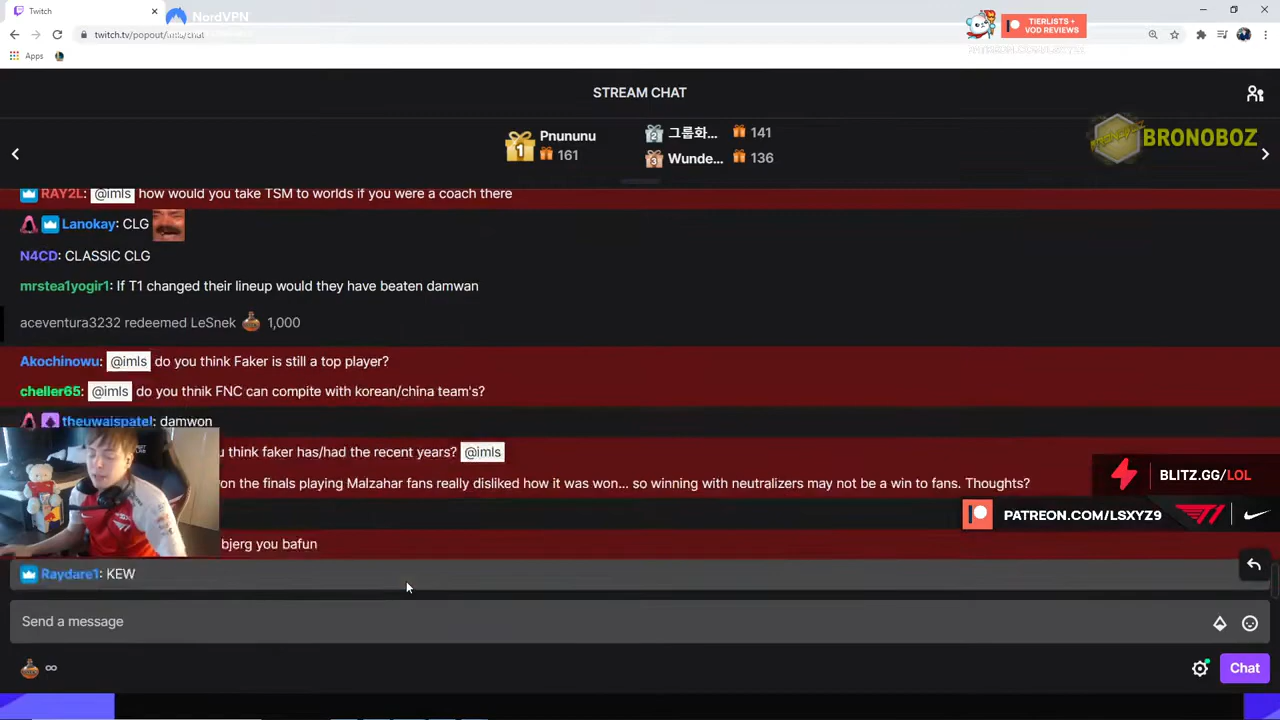 Twitch
NordVPN
TIERLISTS +
VOD REVIEWS
twitch.tv/popout/imls/chat
Apps
STREAM CHAT
Pnununu
161
그룹화...
141
Wunde...
136
BRONOBOZ
RAY2L: @imls how would you take TSM to worlds if you were a coach there
Lanokay: CLG
N4CD: CLASSIC CLG
mrstea1yogir1: If T1 changed their lineup would they have beaten damwan
aceventura3232 redeemed LeSnek 1,000
Akochinowu: @imls do you think Faker is still a top player?
cheller65: @imls do you thnik FNC can compite with korean/china team's?
theuwaispatel: damwon
u think faker has/had the recent years? @imls
on the finals playing Malzahar fans really disliked how it was won... so winning with neutralizers may not be a win to fans. Thoughts?
BLITZ.GG/LOL
PATREON.COM/LSXYZ9
bjerg you bafun
Raydare1: KEW
Send a message
∞
Chat